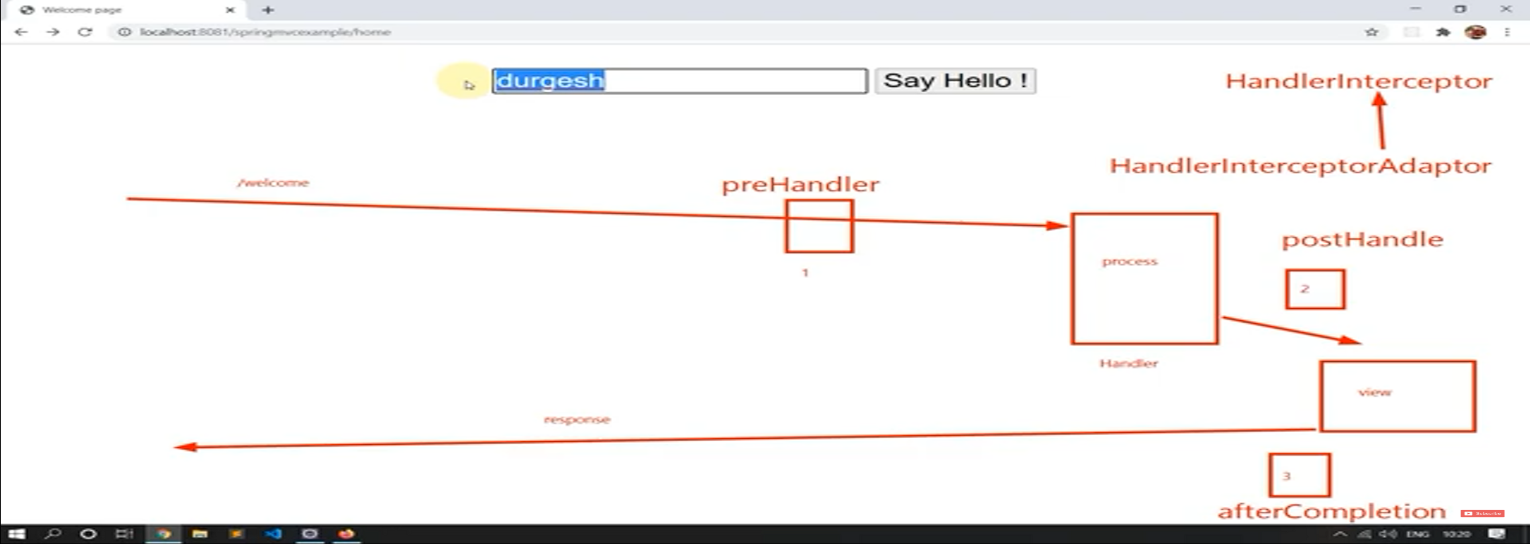 Welcome page
localhost:8081/springmvcexample/home
durgesh
Say Hello !
HandlerInterceptor
HandlerInterceptorAdaptor
/welcome
preHandler
1
process
Handler
postHandle
2
view
response
3
afterCompletion
Subscribe
ENG
10:20